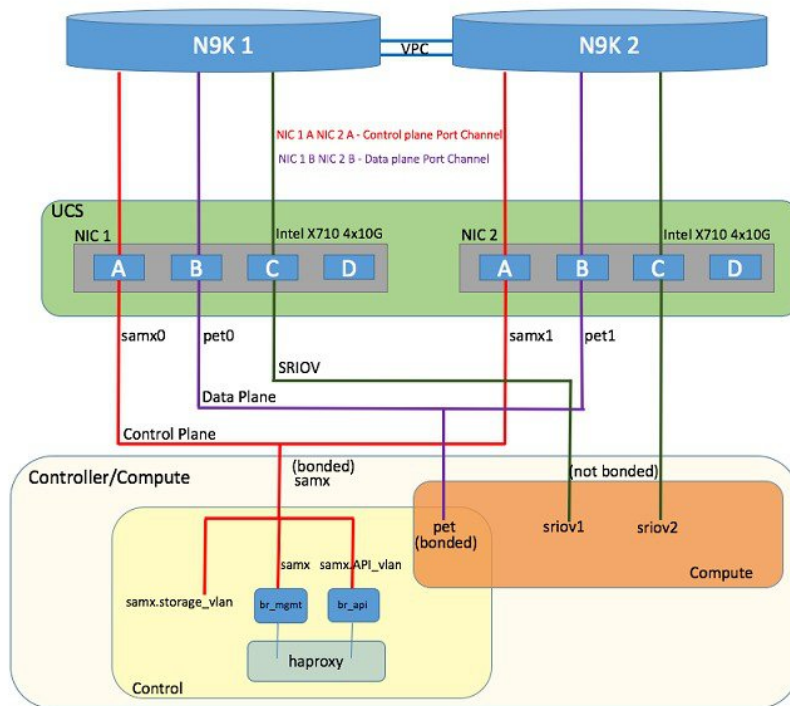 N9K 1
VPC
N9K 2
NIC 1 A NIC 2 A - Control plane Port Channel
NIC 1 B NIC 2 B - Data plane Port Channel
UCS
NIC 1
Intel X710 4x10G
NIC 2
Intel X710 4x10G
A
B
C
D
A
B
C
D
samx0
pet0
samx1
pet1
SRIOV
Data Plane
Control Plane
(bonded)
samx
(not bonded)
Controller/Compute
pet
(bonded)
sriov1
sriov2
samx
samx.API_vlan
Compute
samx.storage_vlan
br_mgmt
br_api
haproxy
Control